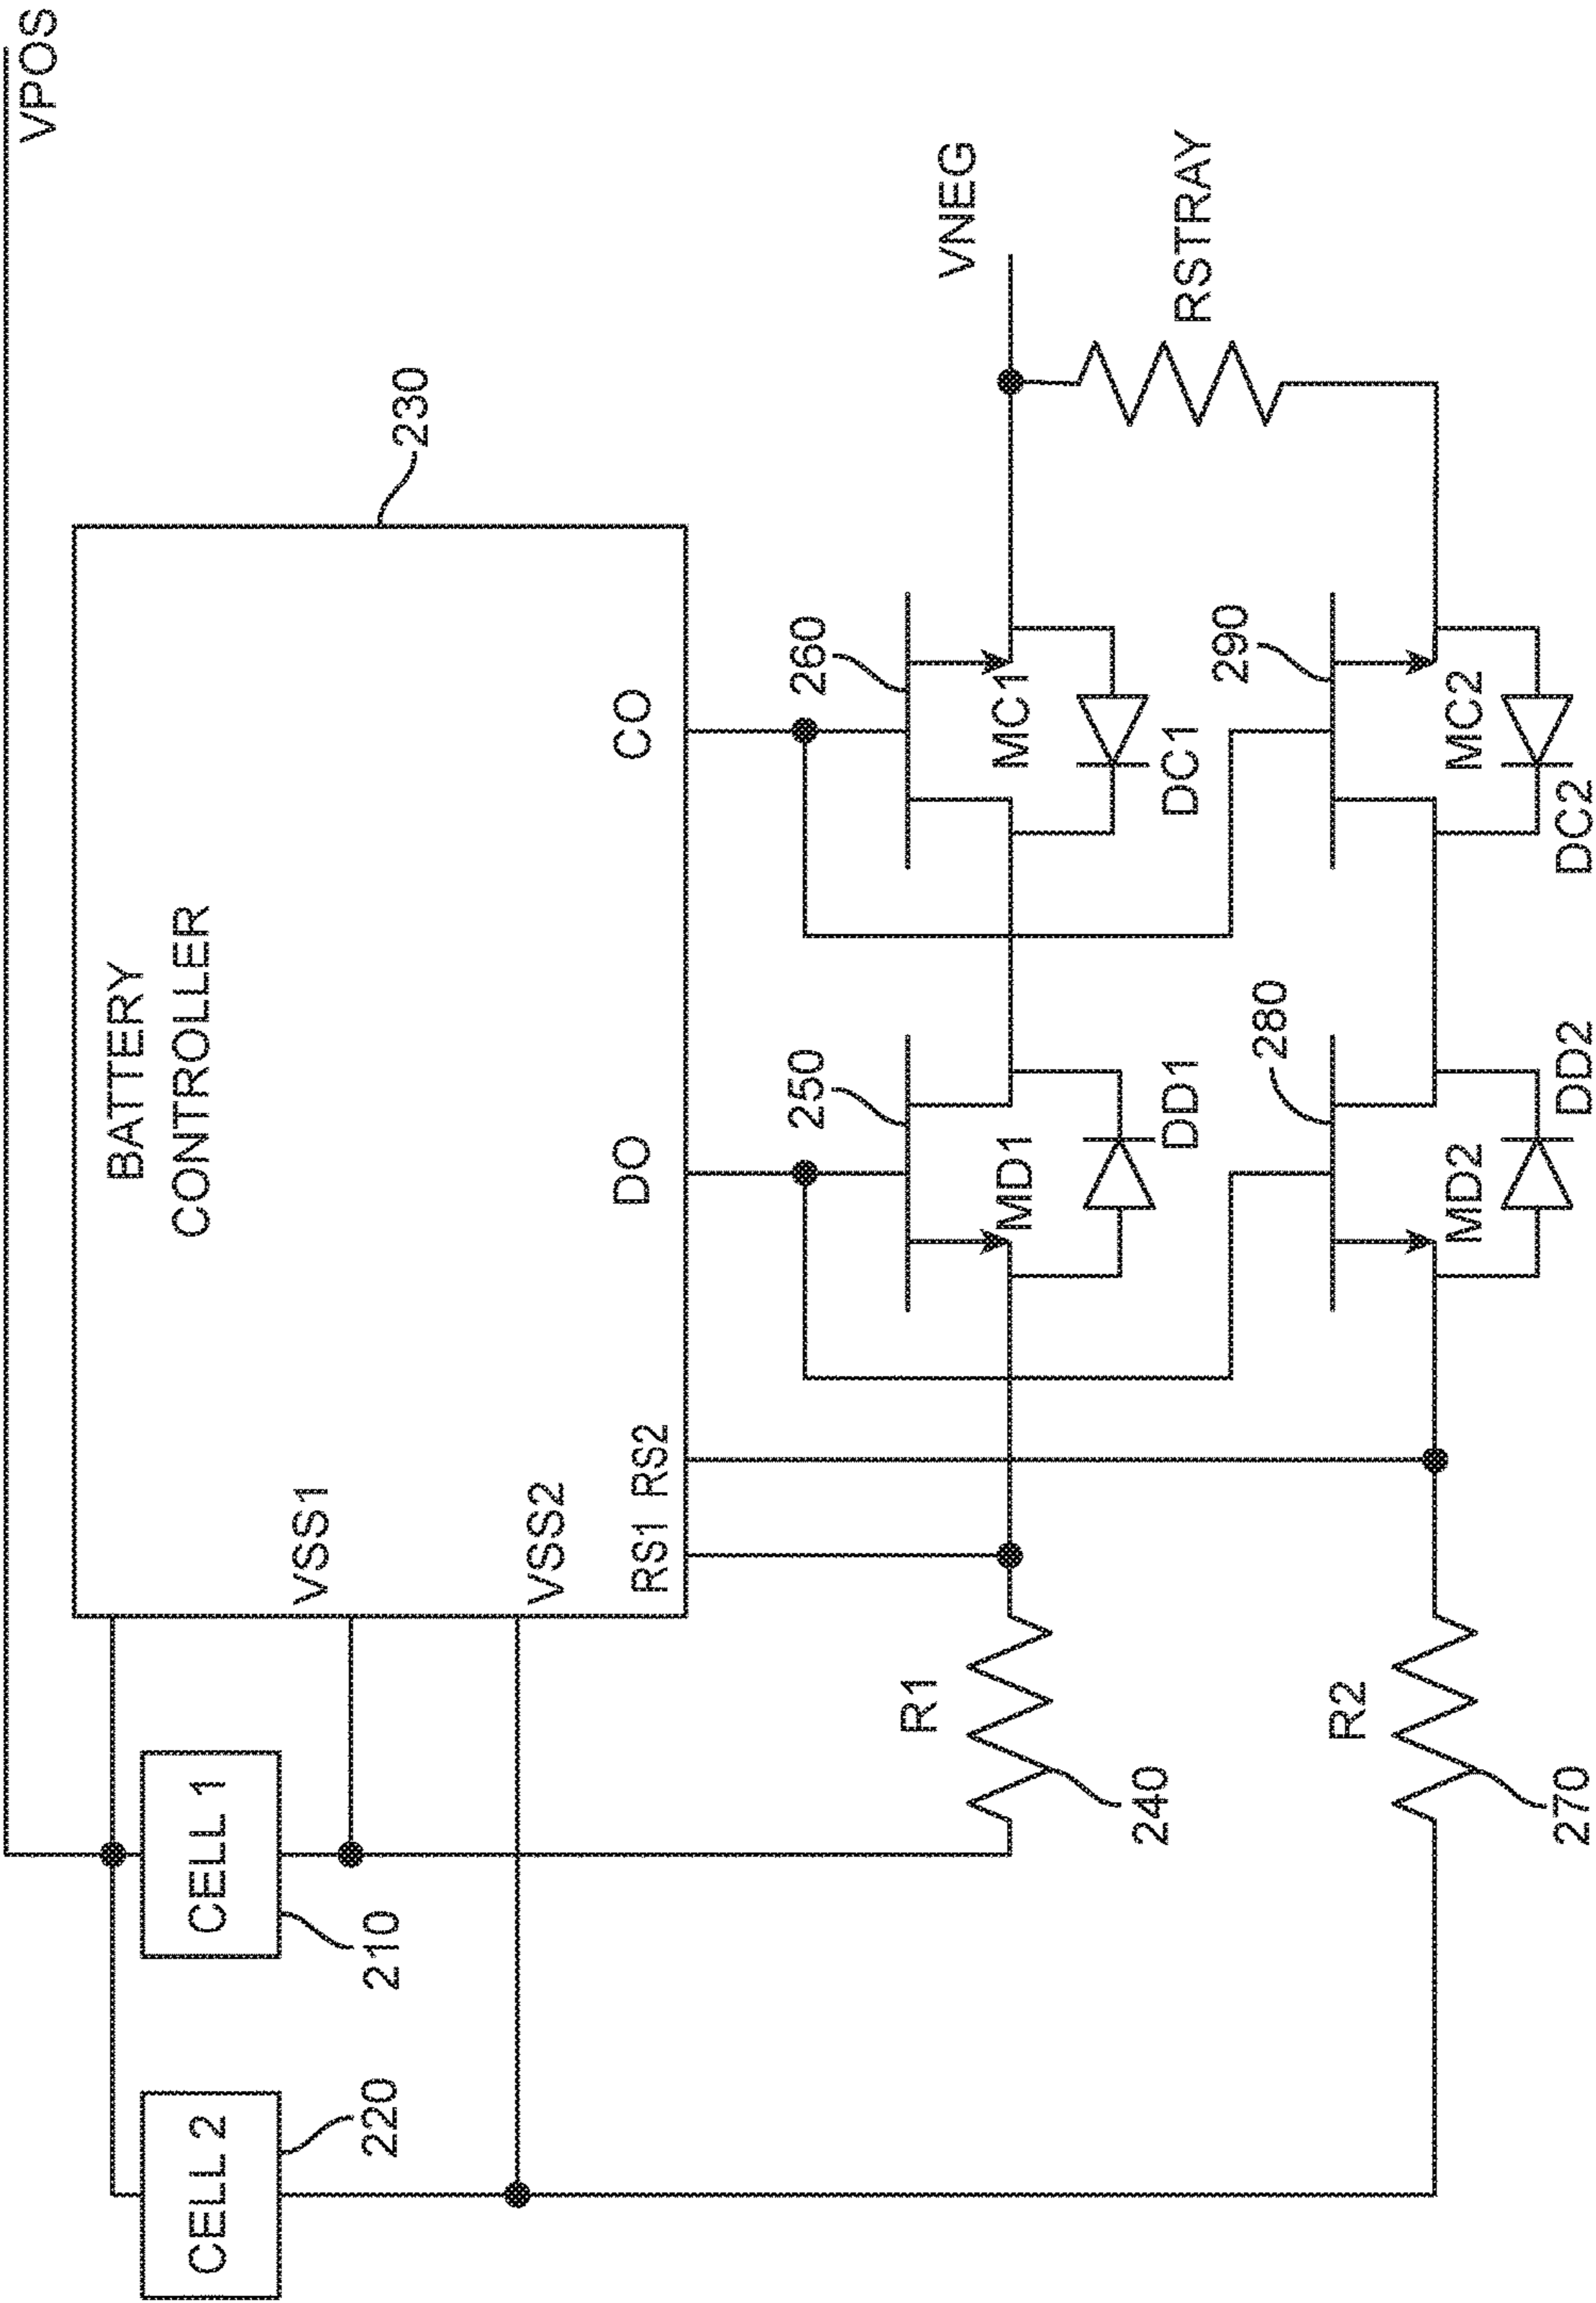 VPOS
BATTERY
CONTROLLER
230
VSS1
VSS2
RS1
RS2
DO
CO
CELL 1
210
CELL 2
220
R1
240
250
MD1
DD1
260
MC1
DC1
VNEG
RSTRAY
R2
270
280
MD2
DD2
290
MC2
DC2